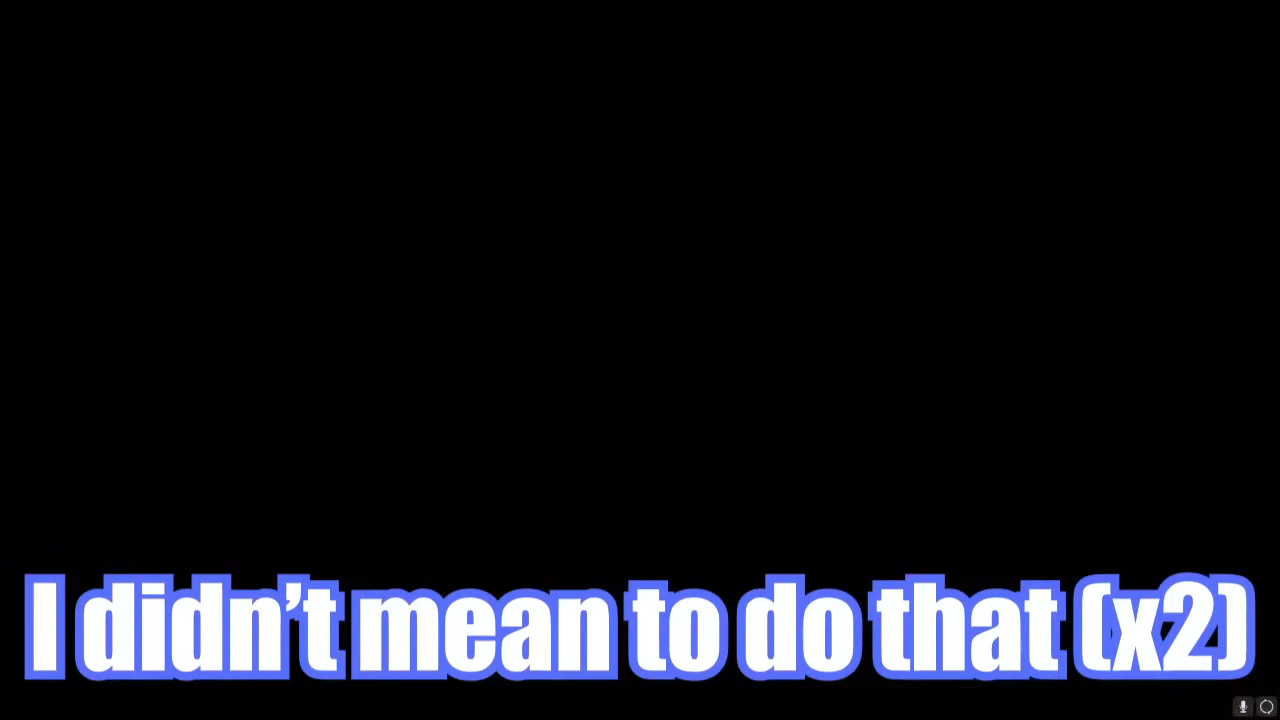 I didn’t mean to do that (x2)